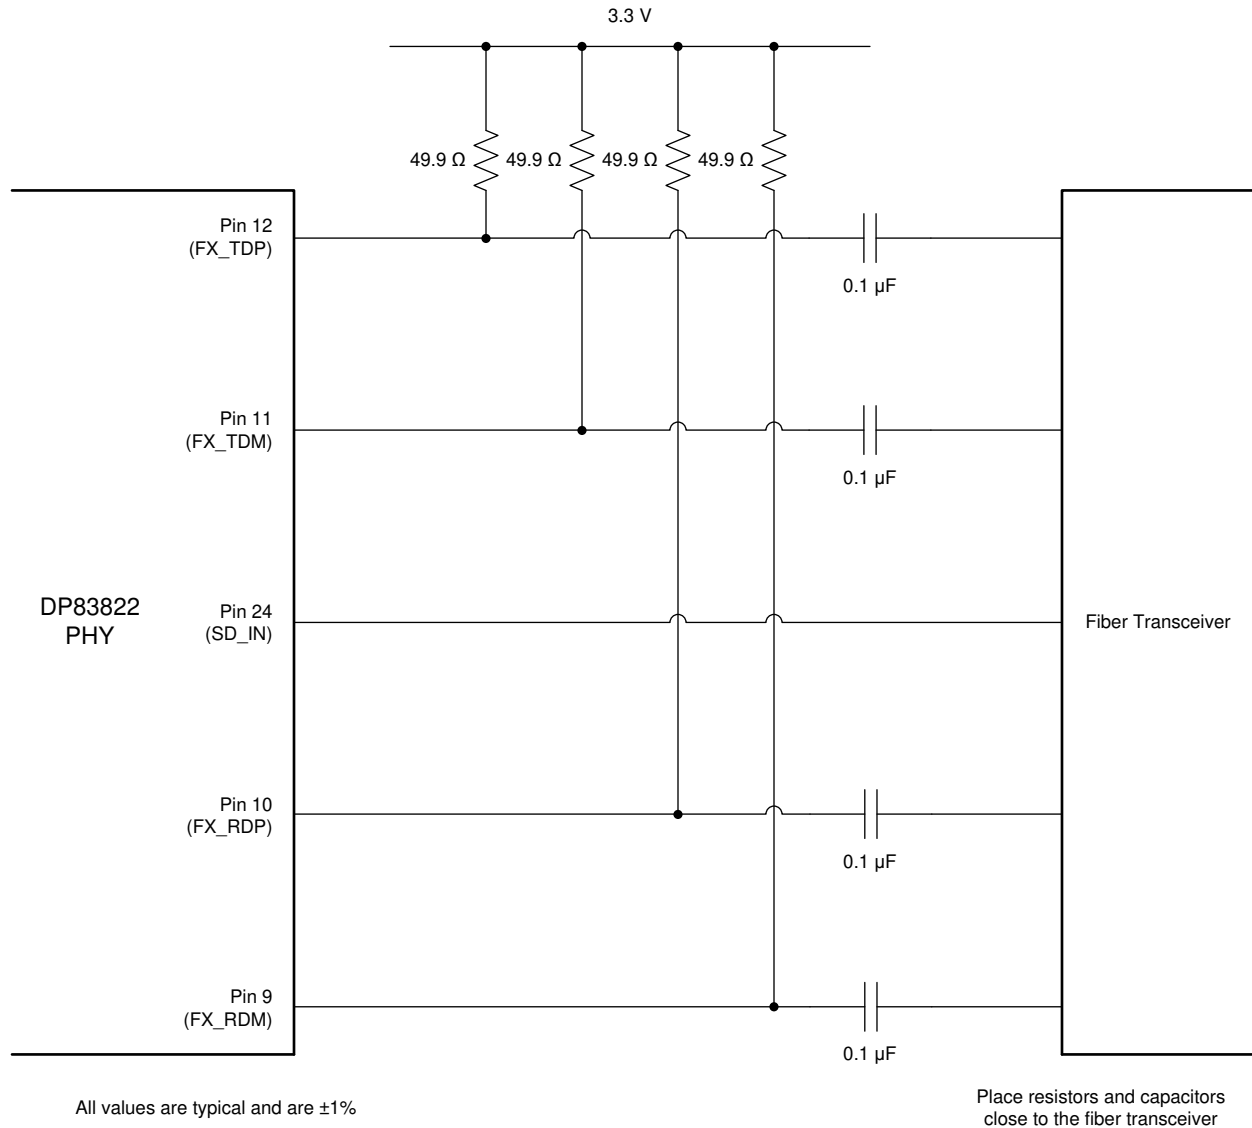 3.3 V
49.9 Ω 49.9 Ω 49.9 Ω 49.9 Ω
Pin 12
(FX_TDP)
0.1 µF
Pin 11
(FX_TDM)
0.1 µF
DP83822
PHY
Pin 24
(SD_IN)
Fiber Transceiver
Pin 10
(FX_RDP)
0.1 µF
Pin 9
(FX_RDM)
0.1 µF
All values are typical and are ±1%
Place resistors and capacitors
close to the fiber transceiver